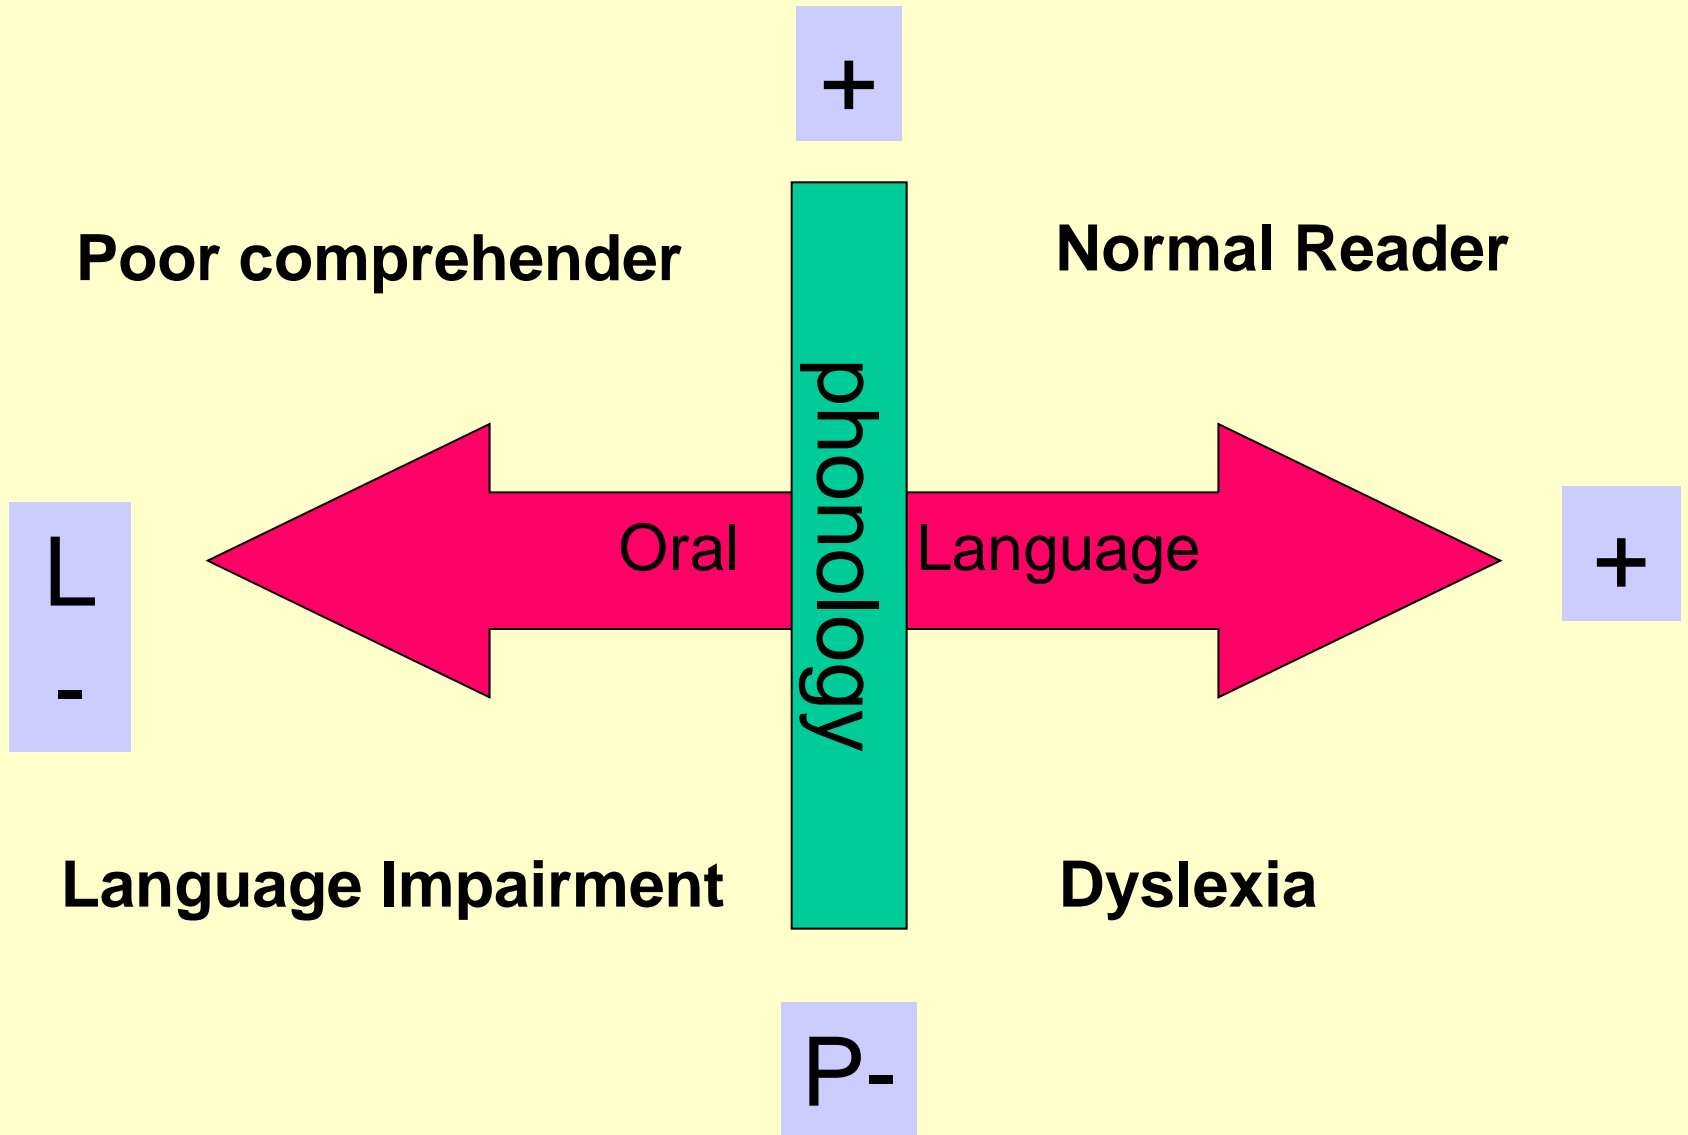 +
Poor comprehender
Normal Reader
phonology
Oral
Language
L
-
+
Language Impairment
Dyslexia
P-